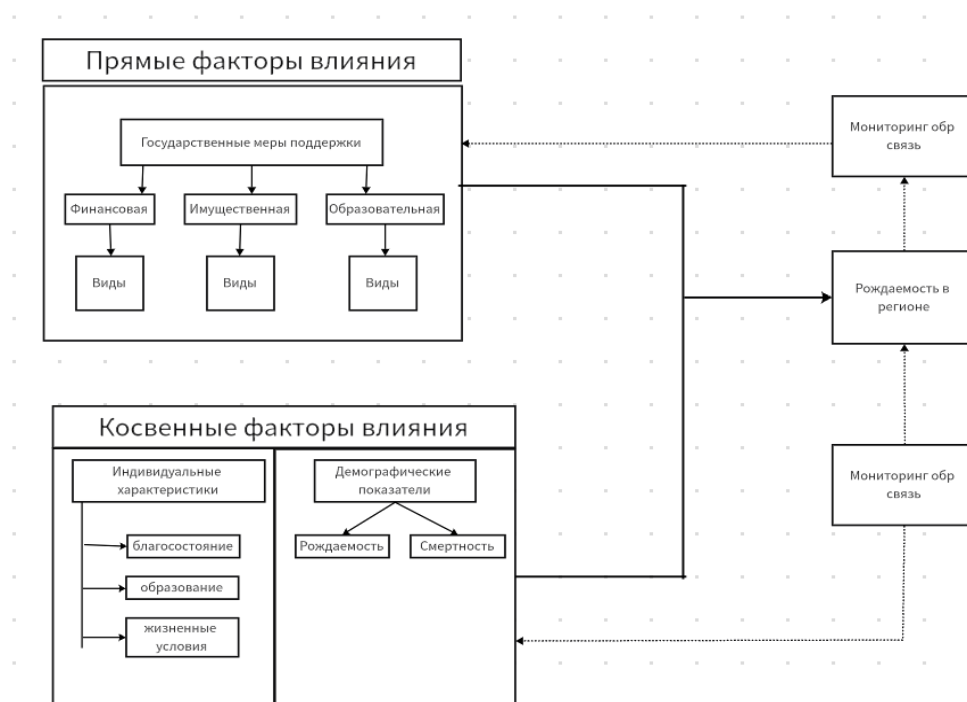 Прямые факторы влияния
Государственные меры поддержки
Финансовая
Имущественная
Образовательная
Виды
Виды
Виды
Мониторинг обр
связь
Рождаемость в
регионе
Косвенные факторы влияния
Индивидуальные
характеристики
благосостояние
образование
жизненные
условия
Демографические
показатели
Рождаемость
Смертность
Мониторинг обр
связь